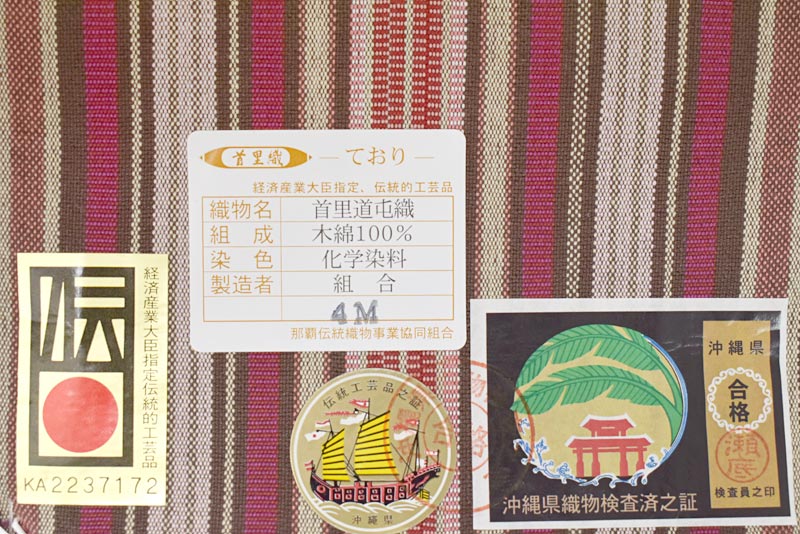 首里織
―ており―
経済産業大臣指定、伝統的工芸品
織物名 首里道屯織
組成 木綿100%
染色 化学染料
製造者 組合
4M
那覇伝統織物事業協同組合
伝
経済産業大臣指定伝統的工芸品
KA2237172
伝統工芸品之証
沖縄県
沖縄県
合格
検査員之印
沖縄県織物検査済之証